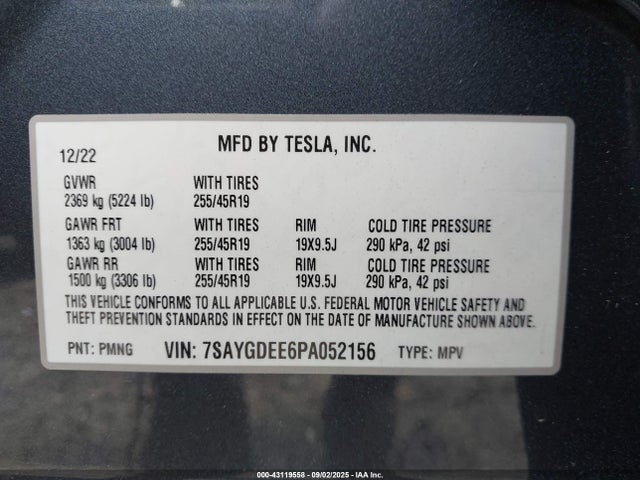 MFD BY TESLA, INC.
12/22
GVWR WITH TIRES
2369 kg (5224 lb) 255/45R19
GAWR FRT WITH TIRES RIM COLD TIRE PRESSURE
1363 kg (3004 lb) 255/45R19 19X9.5J 290 kPa, 42 psi
GAWR RR WITH TIRES RIM COLD TIRE PRESSURE
1500 kg (3306 lb) 255/45R19 19X9.5J 290 kPa, 42 psi
THIS VEHICLE CONFORMS TO ALL APPLICABLE U.S. FEDERAL MOTOR VEHICLE SAFETY AND
THEFT PREVENTION STANDARDS IN EFFECT ON THE DATE OF MANUFACTURE SHOWN ABOVE.
PNT: PMNG VIN: 7SAYGDEE6PA052156 TYPE: MPV
000-43119558 - 09/02/2025 - IAA Inc.